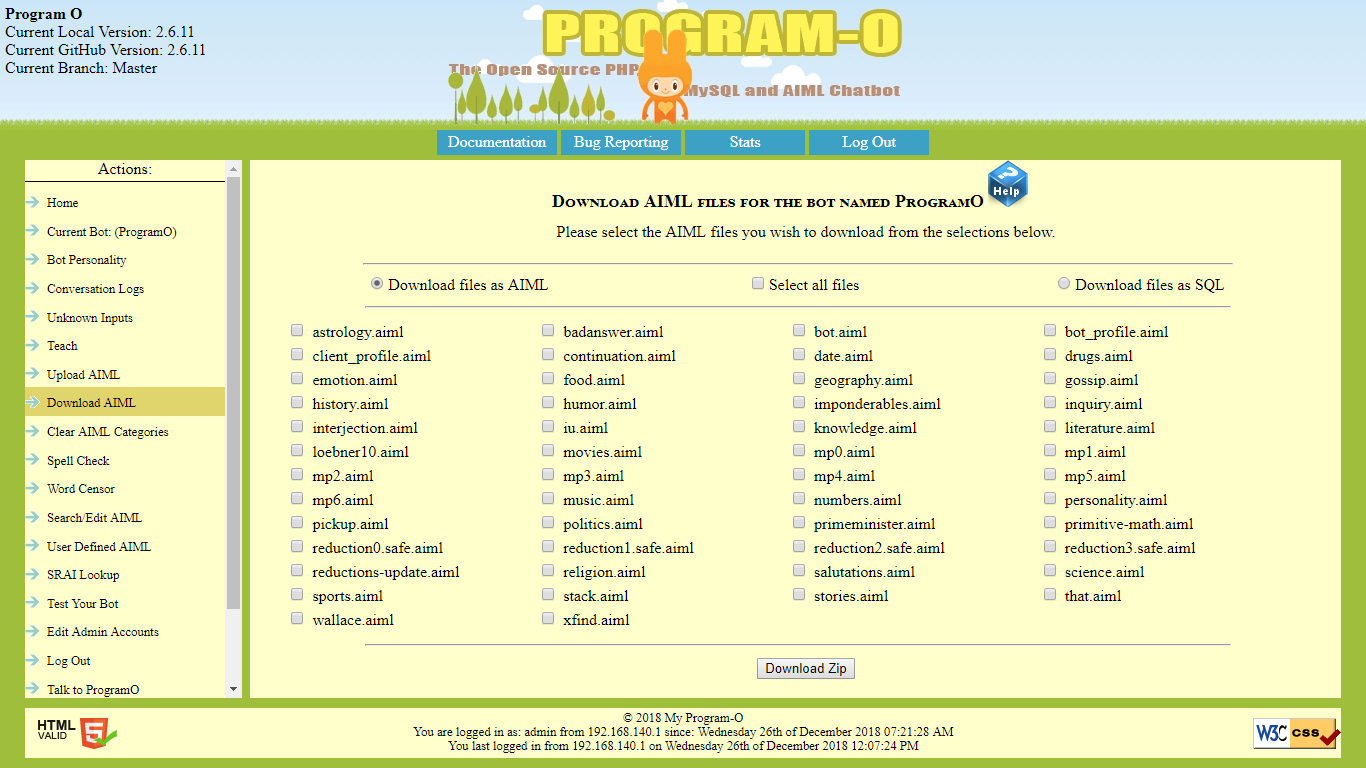 Program O
Current Local Version: 2.6.11
Current GitHub Version: 2.6.11
Current Branch: Master
PROGRAM-O
The Open Source PHP
MySQL and AIML Chatbot
Documentation Bug Reporting Stats Log Out
Actions:
Home
Current Bot: (ProgramO)
Bot Personality
Conversation Logs
Unknown Inputs
Teach
Upload AIML
Download AIML
Clear AIML Categories
Spell Check
Word Censor
Search/Edit AIML
User Defined AIML
SRAI Lookup
Test Your Bot
Edit Admin Accounts
Log Out
Talk to ProgramO
Download AIML files for the bot named ProgramO
?
Help
Please select the AIML files you wish to download from the selections below.
Download files as AIML Select all files Download files as SQL
astrology.aiml badanswer.aiml bot.aiml bot_profile.aiml
client_profile.aiml continuation.aiml date.aiml drugs.aiml
emotion.aiml food.aiml geography.aiml gossip.aiml
history.aiml humor.aiml imponderables.aiml inquiry.aiml
interjection.aiml iu.aiml knowledge.aiml literature.aiml
loebner10.aiml movies.aiml mp0.aiml mp1.aiml
mp2.aiml mp3.aiml mp4.aiml mp5.aiml
mp6.aiml music.aiml numbers.aiml personality.aiml
pickup.aiml politics.aiml primeminister.aiml primitive-math.aiml
reduction0.safe.aiml reduction1.safe.aiml reduction2.safe.aiml reduction3.safe.aiml
reductions-update.aiml religion.aiml salutations.aiml science.aiml
sports.aiml stack.aiml stories.aiml that.aiml
wallace.aiml xfind.aiml
Download Zip
HTML
VALID
5
© 2018 My Program-O
You are logged in as: admin from 192.168.140.1 since: Wednesday 26th of December 2018 07:21:28 AM
You last logged in from 192.168.140.1 on Wednesday 26th of December 2018 12:07:24 PM
W3C css